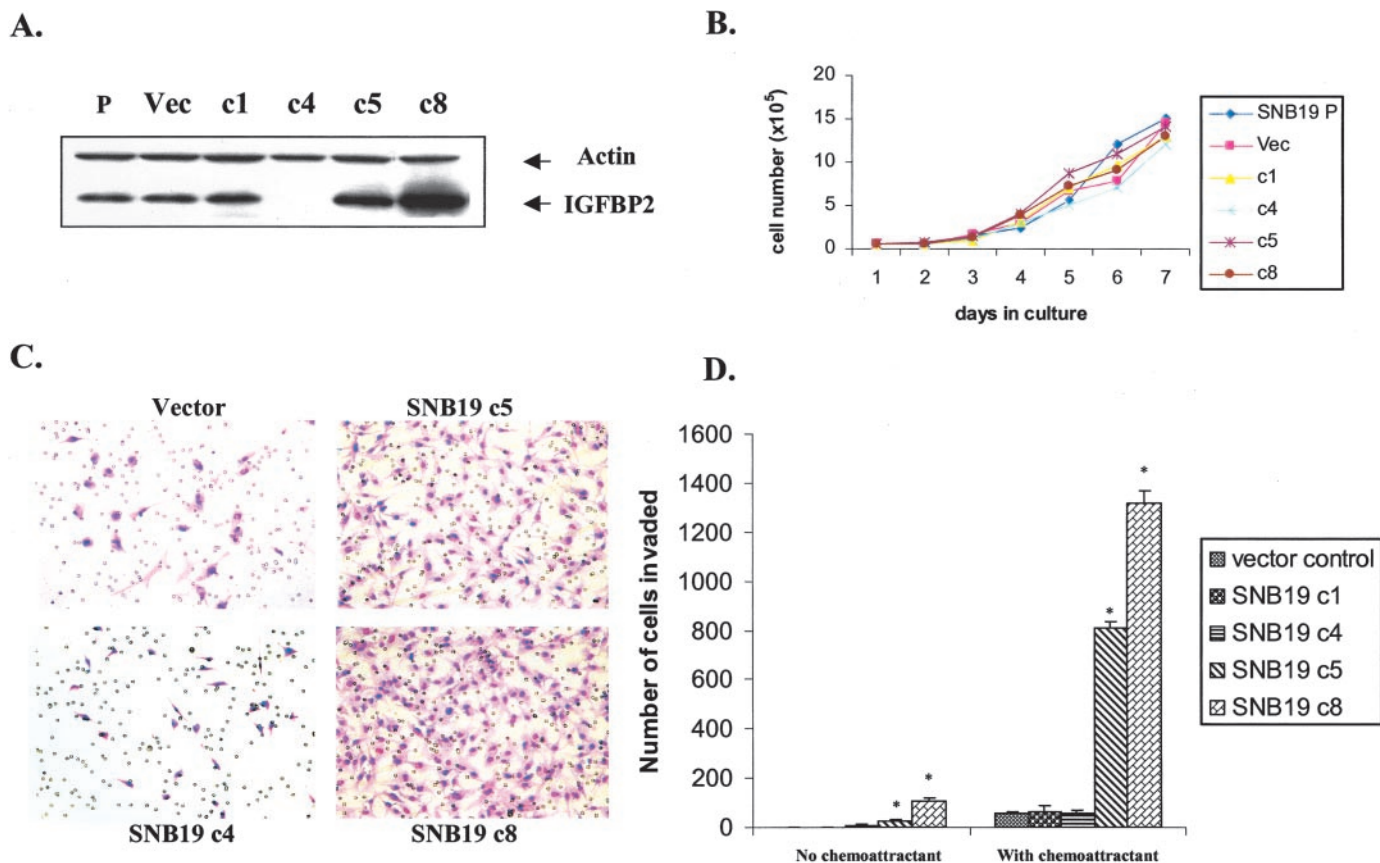 A.
P Vec c1 c4 c5 c8
Actin
IGFBP2
B.
cell number (x10⁵)
20
15
10
5
0
1 2 3 4 5 6 7
days in culture
SNB19 P
Vec
c1
c4
c5
c8
C.
Vector SNB19 c5
SNB19 c4 SNB19 c8
D.
Number of cells invaded
1600
1400
1200
1000
800
600
400
200
0
* * * *
No chemoattractant With chemoattractant
vector control
SNB19 c1
SNB19 c4
SNB19 c5
SNB19 c8